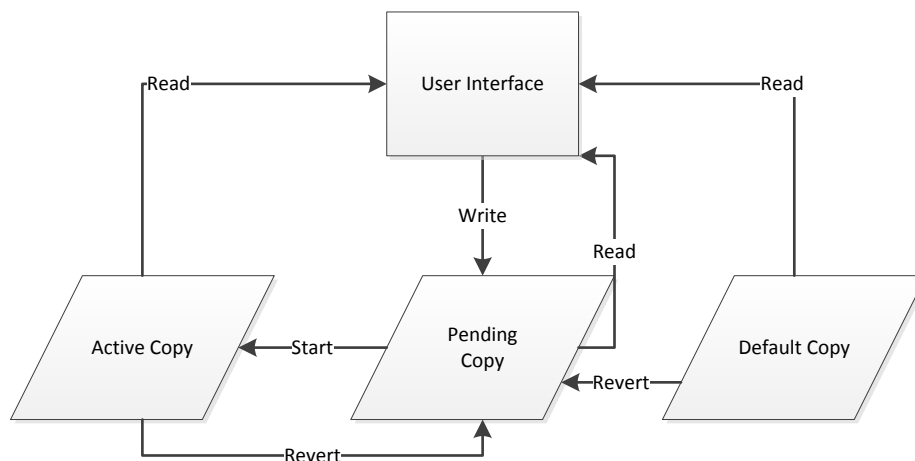 User Interface
Read
Read
Write
Read
Active Copy
Start
Pending
Copy
Revert
Default Copy
Revert